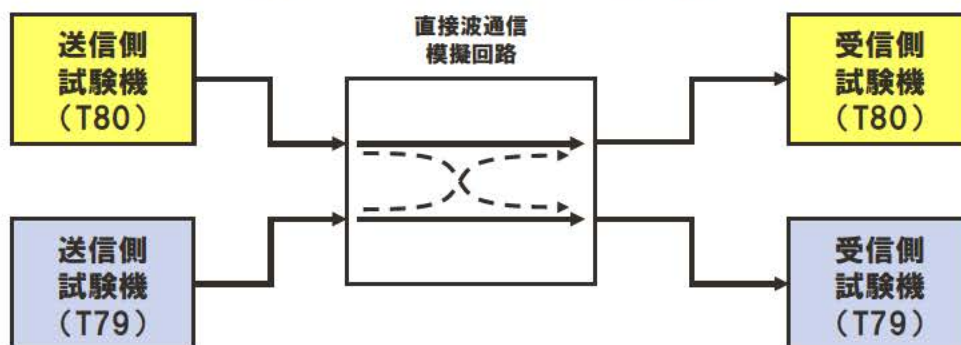 送信側
試験機
（T80）
直接波通信
模擬回路
受信側
試験機
（T80）
送信側
試験機
（T79）
受信側
試験機
（T79）